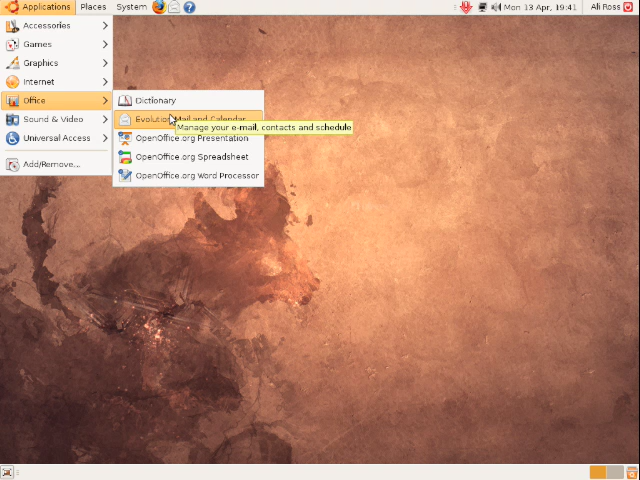 Applications Places System Mon 13 Apr, 19:41 Ali Ross
Accessories
Games
Graphics
Internet
Office
Sound & Video
Universal Access
Add/Remove...
Dictionary
Evolution Mail and Calendar
Manage your e-mail, contacts and schedule
OpenOffice.org Presentation
OpenOffice.org Spreadsheet
OpenOffice.org Word Processor